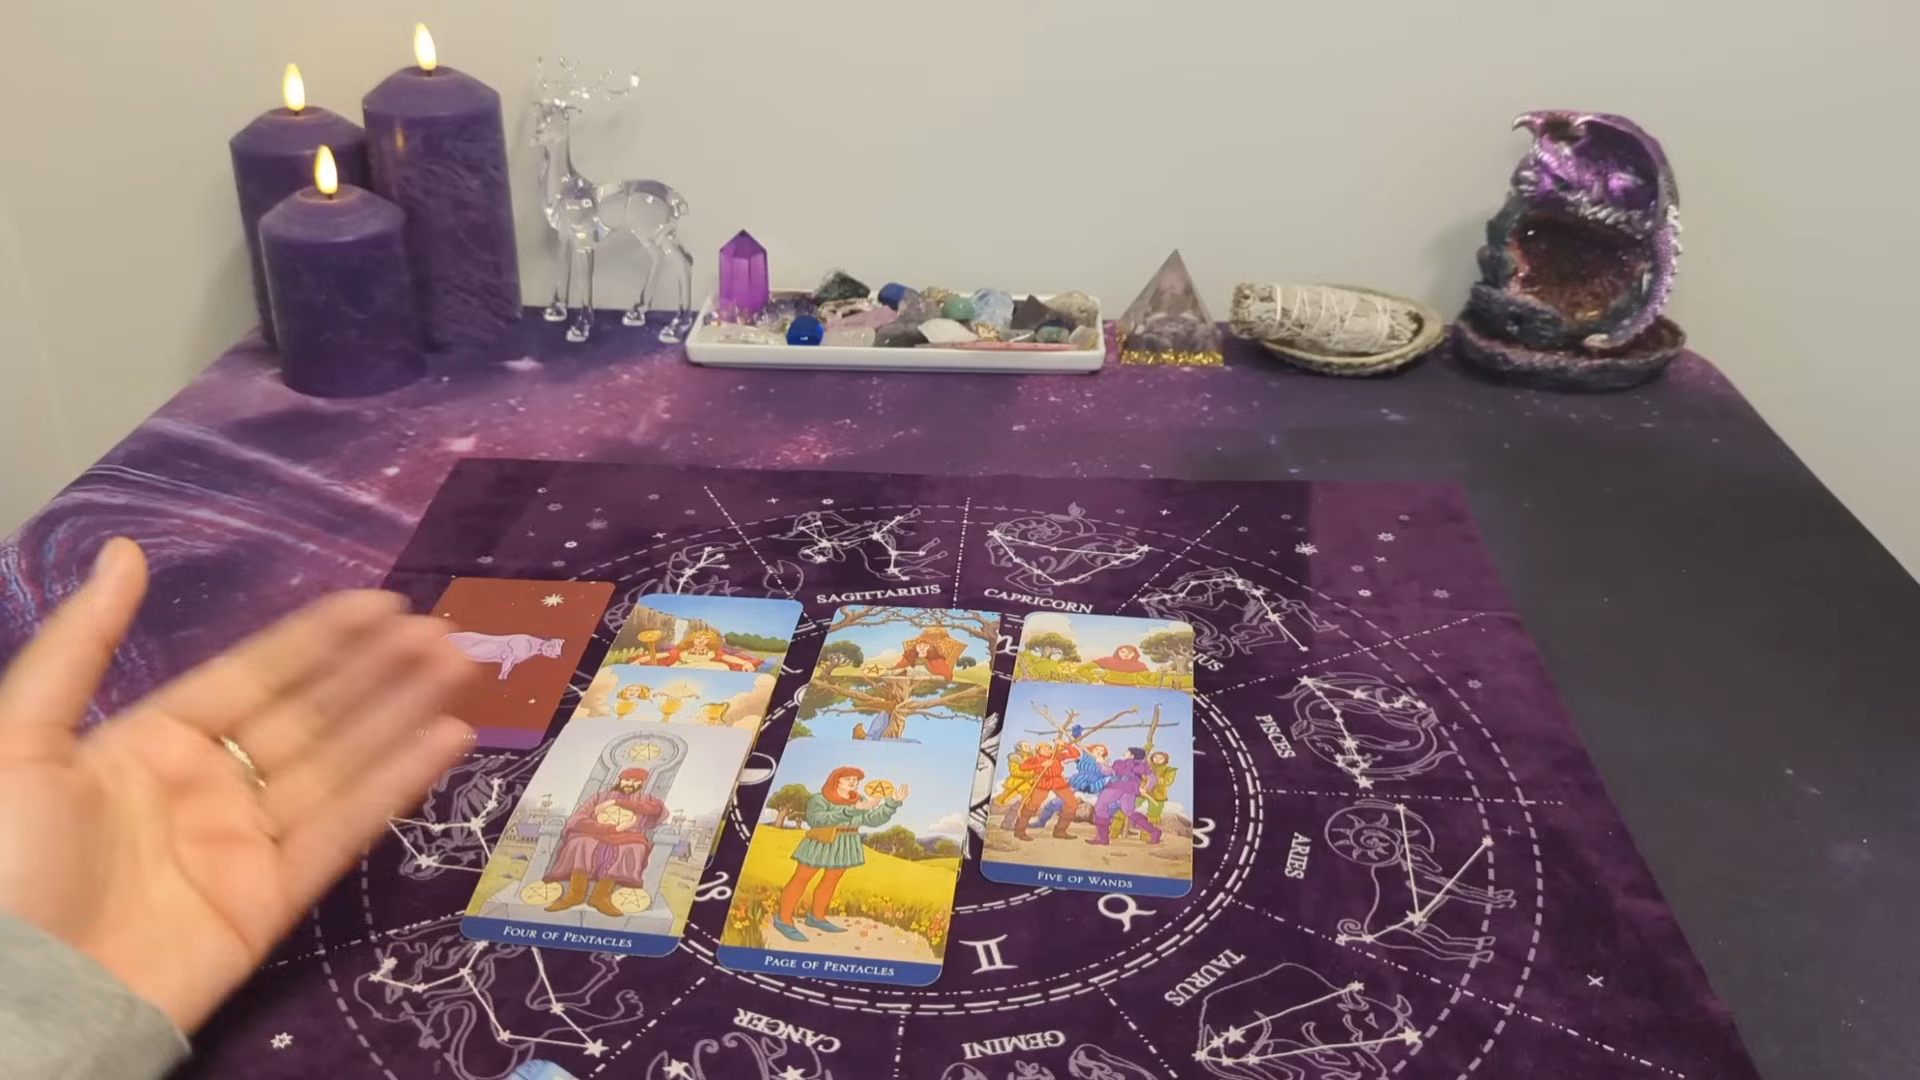 SAGITTARIUS
CAPRICORN
PISCES
ARIES
TAURUS
GEMINI
CANCER
FOUR OF PENTACLES
PAGE OF PENTACLES
FIVE OF WANDS